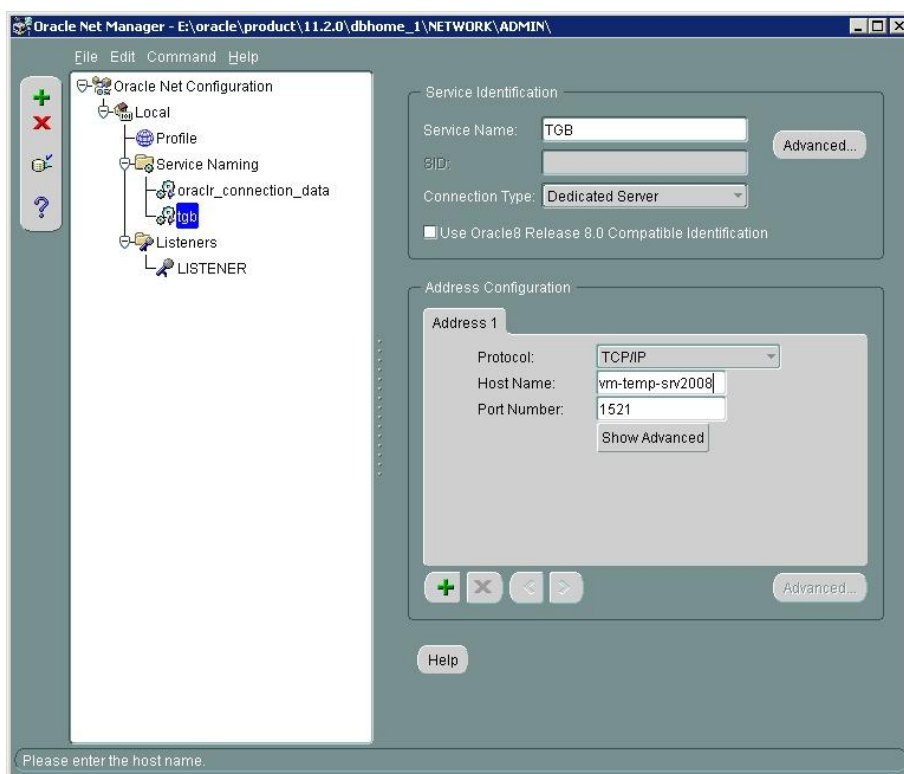 Oracle Net Manager - E:\oracle\product\11.2.0\dbhome_1\NETWORK\ADMIN\
File Edit Command Help
Oracle Net Configuration
Local
Profile
Service Naming
oraclr_connection_data
tgb
Listeners
LISTENER
Service Identification
Service Name: TGB
Advanced...
SID:
Connection Type: Dedicated Server
Use Oracle8 Release 8.0 Compatible Identification
Address Configuration
Address 1
Protocol: TCP/IP
Host Name: vm-temp-srv2008
Port Number: 1521
Show Advanced
Advanced...
Help
Please enter the host name.